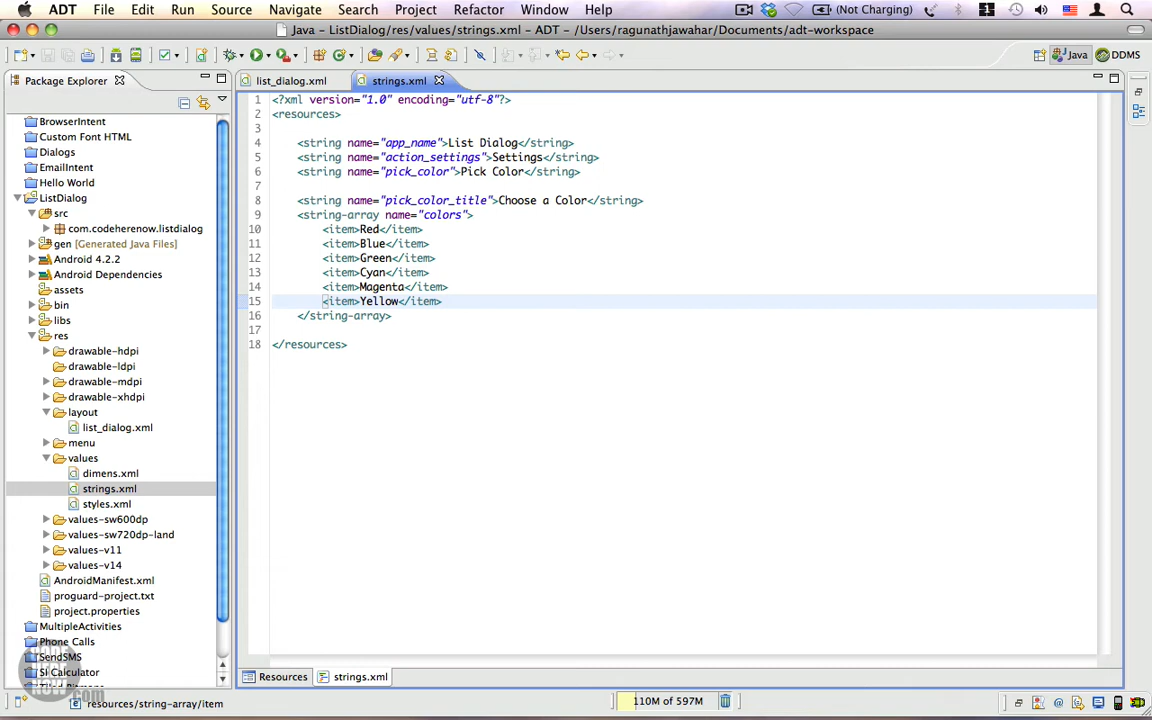 ADT File Edit Run Source Navigate Search Project Refactor Window Help (Not Charging) 1
Java - ListDialog/res/values/strings.xml - ADT - /Users/ragunathjawahar/Documents/adt-workspace
Java DDMS
Package Explorer
list_dialog.xml strings.xml
BrowserIntent
Custom Font HTML
Dialogs
EmailIntent
Hello World
ListDialog
src
com.codeherenow.listdialog
gen [Generated Java Files]
Android 4.2.2
Android Dependencies
assets
bin
libs
res
drawable-hdpi
drawable-ldpi
drawable-mdpi
drawable-xhdpi
layout
list_dialog.xml
menu
values
dimens.xml
strings.xml
styles.xml
values-sw600dp
values-sw720dp-land
values-v11
values-v14
AndroidManifest.xml
proguard-project.txt
project.properties
MultipleActivities
Phone Calls
SendSMS
SI Calculator
1 <?xml version="1.0" encoding="utf-8"?>
2 <resources>
3
4 <string name="app_name">List Dialog</string>
5 <string name="action_settings">Settings</string>
6 <string name="pick_color">Pick Color</string>
7
8 <string name="pick_color_title">Choose a Color</string>
9 <string-array name="colors">
10 <item>Red</item>
11 <item>Blue</item>
12 <item>Green</item>
13 <item>Cyan</item>
14 <item>Magenta</item>
15 <item>Yellow</item>
16 </string-array>
17
18 </resources>
Resources strings.xml
resources/string-array/item
110M of 597M
CODE HERE NOW .com